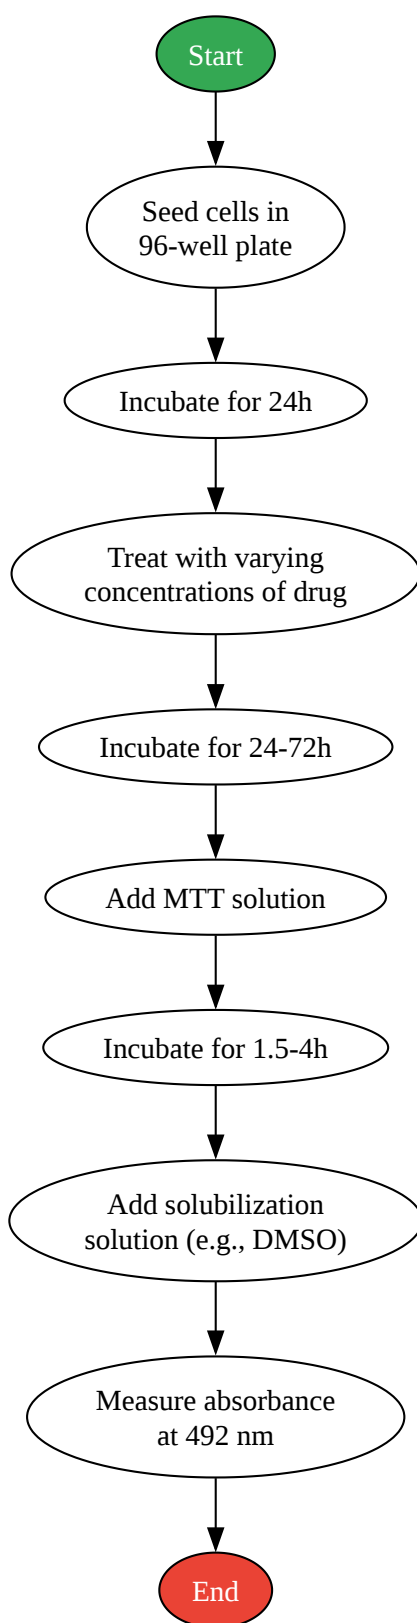 Start
Seed cells in
96-well plate
Incubate for 24h
Treat with varying
concentrations of drug
Incubate for 24-72h
Add MTT solution
Incubate for 1.5-4h
Add solubilization
solution (e.g., DMSO)
Measure absorbance
at 492 nm
End